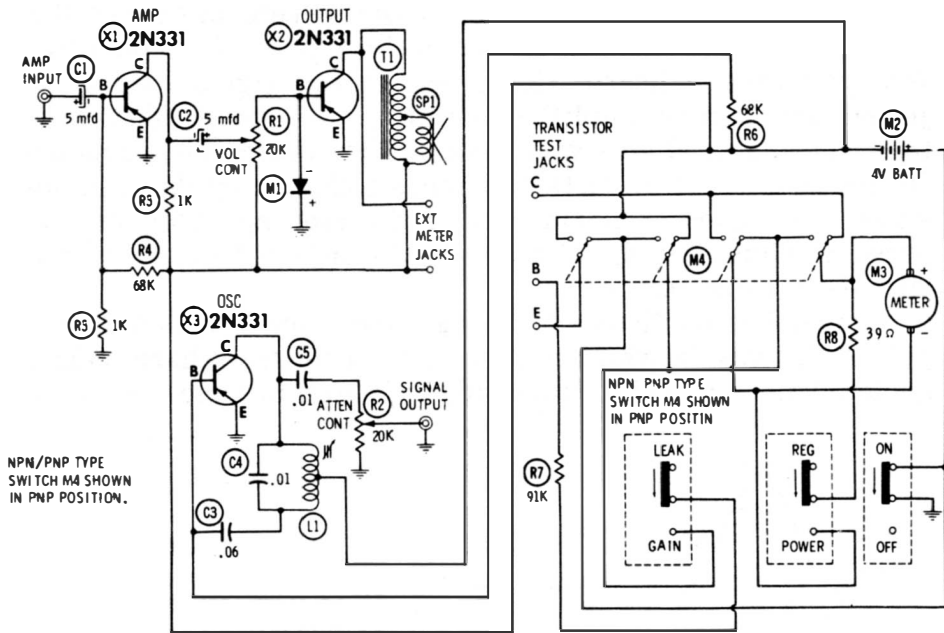 AMP
X1 2N331
OUTPUT
X2 2N331
AMP
INPUT
C1
5 mfd
B
C
E
C2
5 mfd
R1
20K
VOL
CONT
B
C
E
M1
-
+
T1
SP1
EXT
METER
JACKS
R5
1K
R4
68K
R5
1K
OSC
X3 2N331
B
C
E
C5
.01
ATTEN
CONT
R2
20K
SIGNAL
OUTPUT
C4
.01
L1
C3
.06
NPN/PNP TYPE
SWITCH M4 SHOWN
IN PNP POSITION.
68K
R6
M2
- +
4V BATT
TRANSISTOR
TEST
JACKS
C
B
E
M4
M3
+
METER
-
R8
39Ω
NPN PNP TYPE
SWITCH M4 SHOWN
IN PNP POSITIN
R7
91K
LEAK
GAIN
REG
POWER
ON
OFF